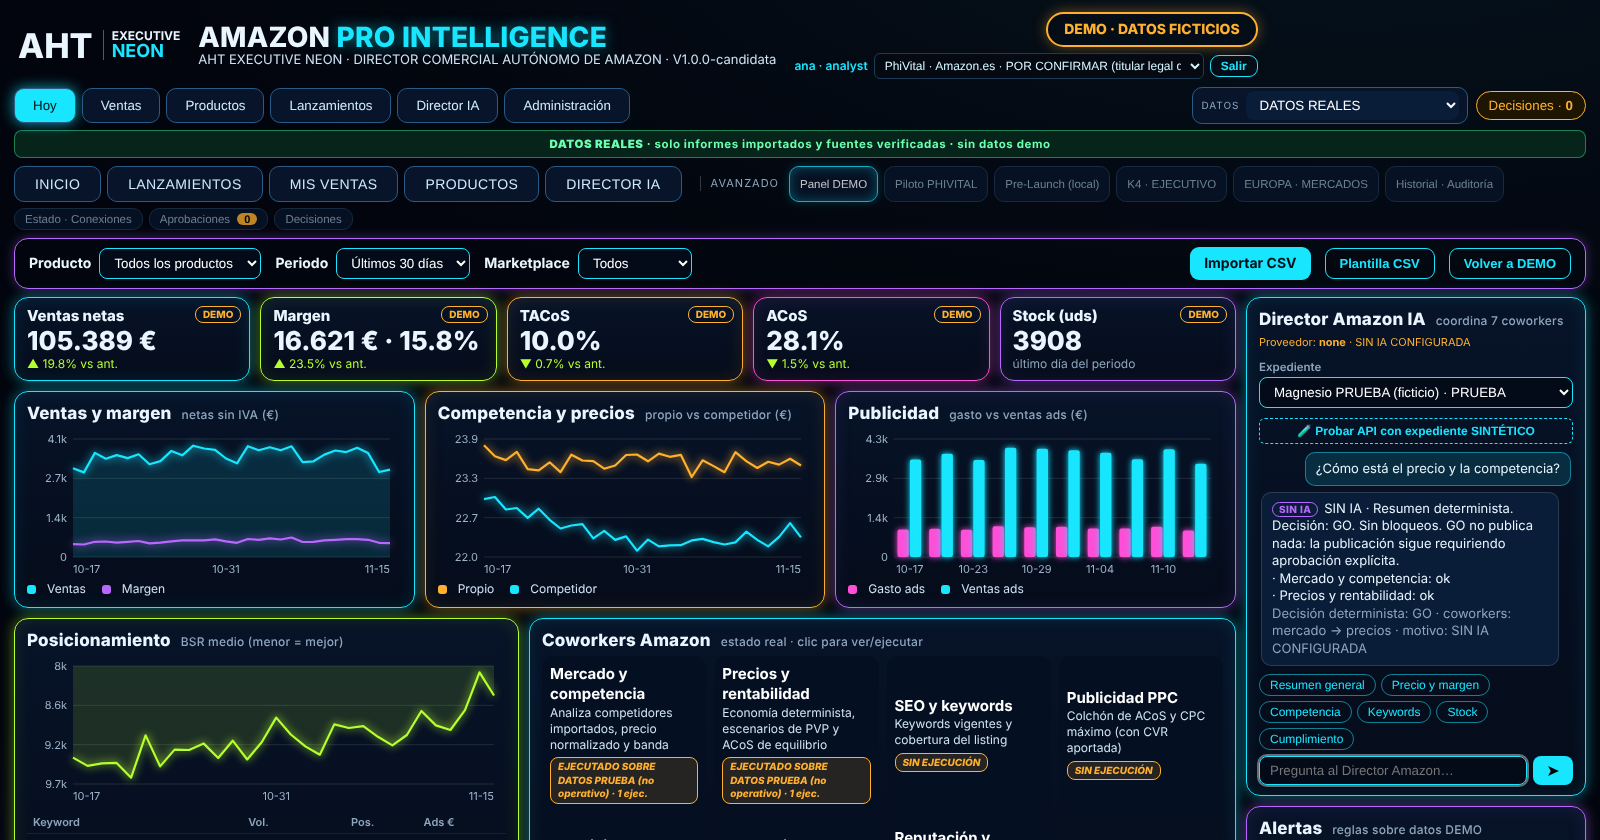 AHT EXECUTIVE NEON
AMAZON PRO INTELLIGENCE
AHT EXECUTIVE NEON · DIRECTOR COMERCIAL AUTÓNOMO DE AMAZON · V1.0.0-candidata
DEMO · DATOS FICTICIOS
ana · analyst
PhiVital · Amazon.es · POR CONFIRMAR (titular legal c
Salir
Hoy
Ventas
Productos
Lanzamientos
Director IA
Administración
DATOS DATOS REALES
Decisiones · 0
DATOS REALES · solo informes importados y fuentes verificadas · sin datos demo
INICIO
LANZAMIENTOS
MIS VENTAS
PRODUCTOS
DIRECTOR IA
AVANZADO
Panel DEMO
Piloto PHIVITAL
Pre-Launch (local)
K4 · EJECUTIVO
EUROPA · MERCADOS
Historial · Auditoría
Estado · Conexiones
Aprobaciones 0
Decisiones
Producto Todos los productos
Periodo Últimos 30 días
Marketplace Todos
Importar CSV
Plantilla CSV
Volver a DEMO
Ventas netas DEMO
105.389 €
▲ 19.8% vs ant.
Margen DEMO
16.621 € · 15.8%
▲ 23.5% vs ant.
TACoS DEMO
10.0%
▼ 0.7% vs ant.
ACoS DEMO
28.1%
▼ 1.5% vs ant.
Stock (uds) DEMO
3908
último día del periodo
Ventas y margen netas sin IVA (€)
4.1k
2.7k
1.4k
0
10-17 10-31 11-15
Ventas Margen
Competencia y precios propio vs competidor (€)
23.9
23.3
22.7
22.0
10-17 10-31 11-15
Propio Competidor
Publicidad gasto vs ventas ads (€)
4.3k
2.9k
1.4k
0
10-17 10-23 10-29 11-04 11-10
Gasto ads Ventas ads
Posicionamiento BSR medio (menor = mejor)
8k
8.6k
9.2k
9.7k
10-17 10-31 11-15
Keyword Vol. Pos. Ads €
Coworkers Amazon estado real · clic para ver/ejecutar
Mercado y
competencia
Analiza competidores
importados, precio
normalizado y banda
EJECUTADO SOBRE
DATOS PRUEBA (no
operativo) · 1 ejec.
Precios y
rentabilidad
Economía determinista,
escenarios de PVP y
ACoS de equilibrio
EJECUTADO SOBRE
DATOS PRUEBA (no
operativo) · 1 ejec.
SEO y keywords
Keywords vigentes y
cobertura del listing
SIN EJECUCIÓN
Publicidad PPC
Colchón de ACoS y CPC
máximo (con CVR
aportada)
SIN EJECUCIÓN
Reputación y
Director Amazon IA coordina 7 coworkers
Proveedor: none · SIN IA CONFIGURADA
Expediente
Magnesio PRUEBA (ficticio) · PRUEBA
🧪 Probar API con expediente SINTÉTICO
¿Cómo está el precio y la competencia?
SIN IA SIN IA · Resumen determinista.
Decisión: GO. Sin bloqueos. GO no publica
nada: la publicación sigue requiriendo
aprobación explícita.
· Mercado y competencia: ok
· Precios y rentabilidad: ok
Decisión determinista: GO · coworkers:
mercado → precios · motivo: SIN IA
CONFIGURADA
Resumen general
Precio y margen
Competencia
Keywords
Stock
Cumplimiento
Pregunta al Director Amazon…
Alertas reglas sobre datos DEMO